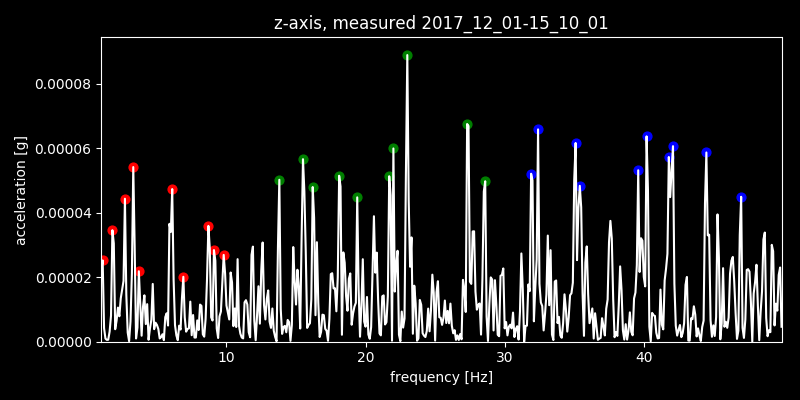 z-axis, measured 2017_12_01-15_10_01
0.00008
0.00006
0.00004
0.00002
0.00000
acceleration [g]
10 20 30 40
frequency [Hz]